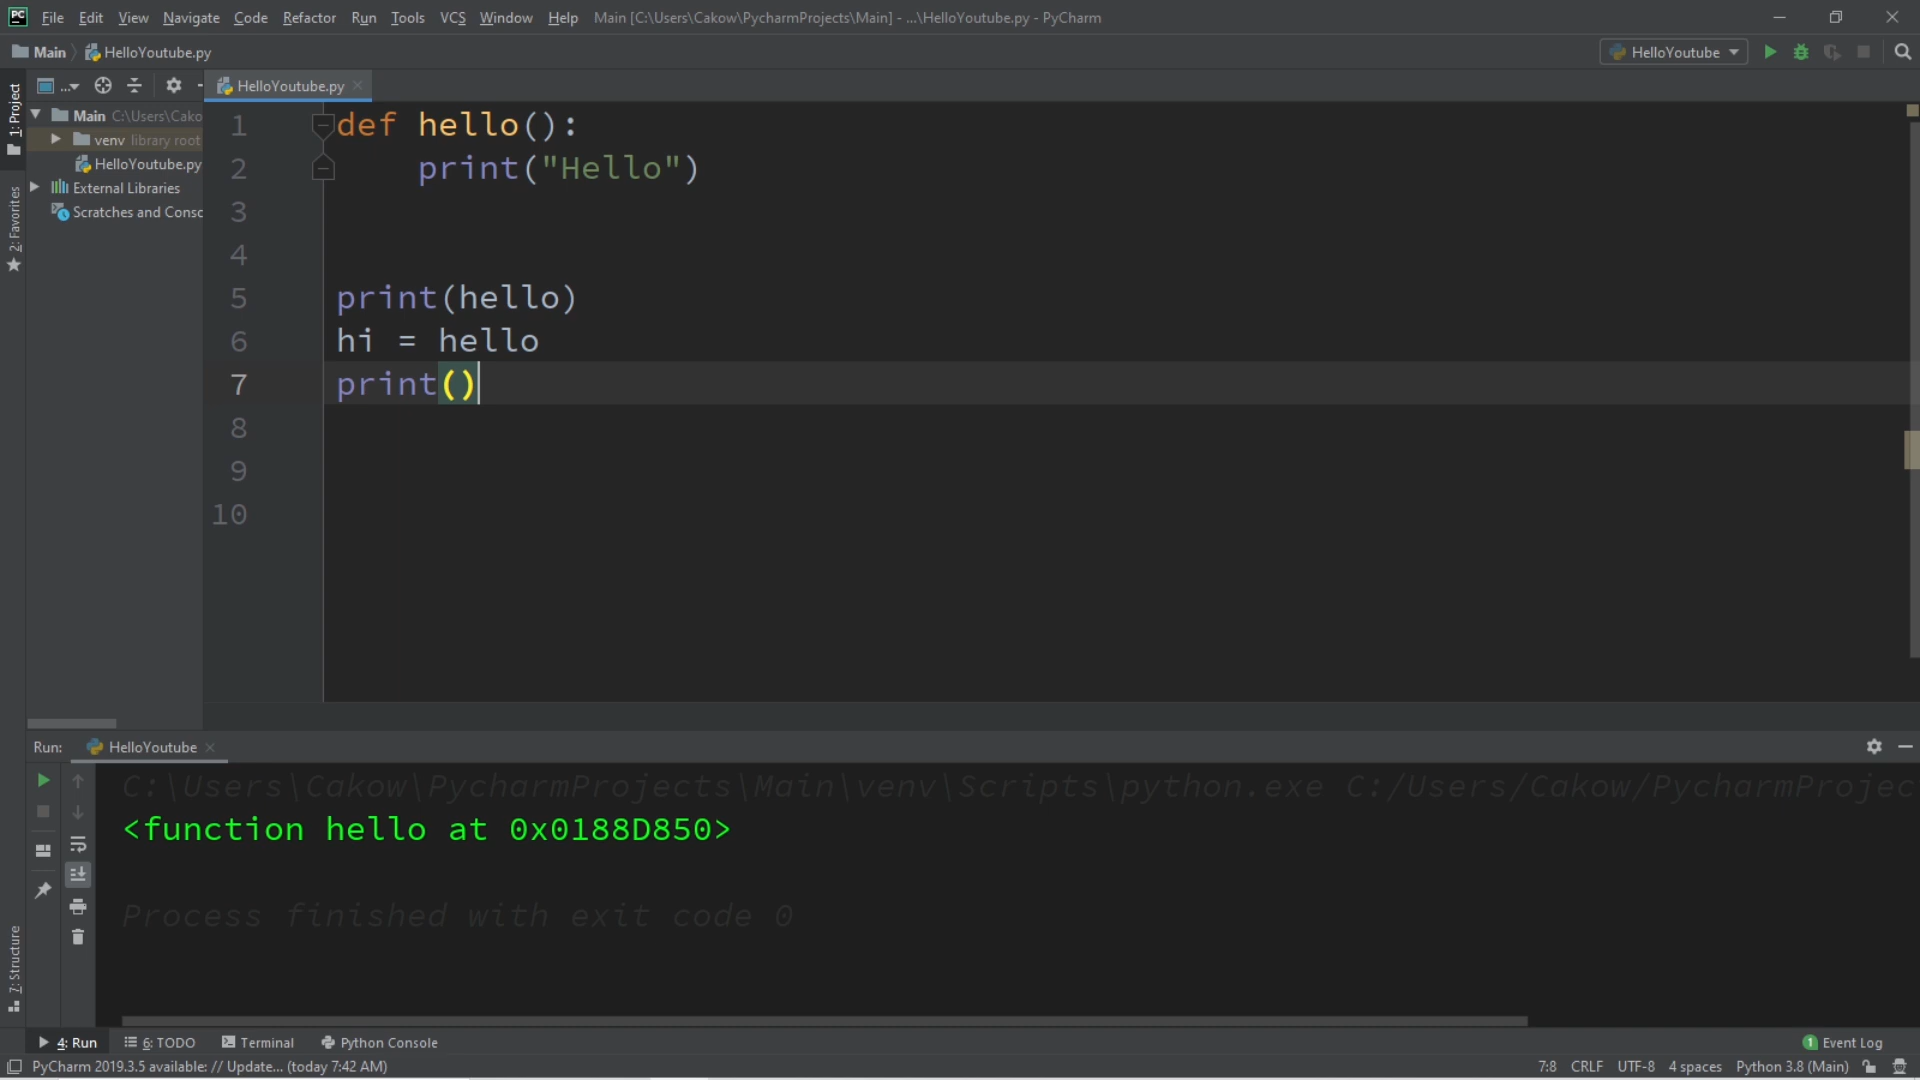 PC File Edit View Navigate Code Refactor Run Tools VCS Window Help Main [C:\Users\Cakow\PycharmProjects\Main] - ...\HelloYoutube.py - PyCharm
Main HelloYoutube.py HelloYoutube
... HelloYoutube.py
1: Project
2: Favorites
7: Structure
Main C:\Users\Cako
venv library root
HelloYoutube.py
External Libraries
Scratches and Consc
1 def hello():
2 print("Hello")
3
4
5 print(hello)
6 hi = hello
7 print()
8
9
10
Run: HelloYoutube
C:\Users\Cakow\PycharmProjects\Main\venv\Scripts\python.exe C:/Users/Cakow/PycharmProjec
<function hello at 0x0188D850>
Process finished with exit code 0
4: Run 6: TODO Terminal Python Console 1 Event Log
PyCharm 2019.3.5 available: // Update... (today 7:42 AM) 7:8 CRLF UTF-8 4 spaces Python 3.8 (Main)